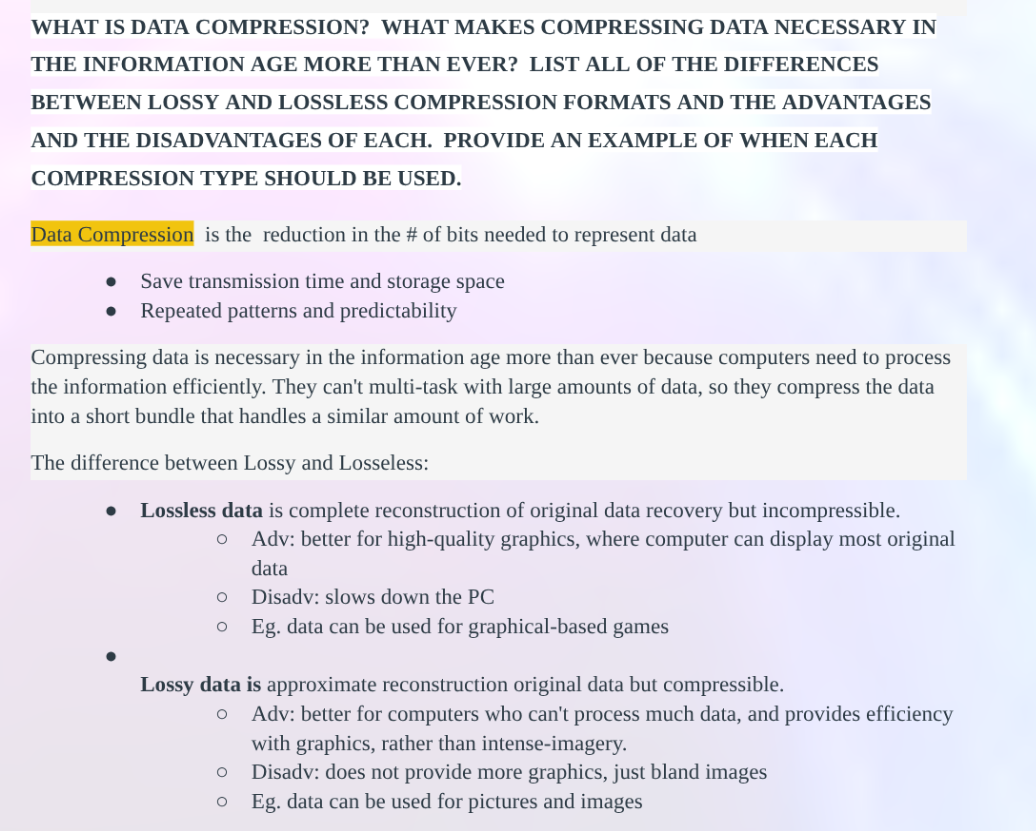 WHAT IS DATA COMPRESSION?  WHAT MAKES COMPRESSING DATA NECESSARY IN
THE INFORMATION AGE MORE THAN EVER?  LIST ALL OF THE DIFFERENCES
BETWEEN LOSSY AND LOSSLESS COMPRESSION FORMATS AND THE ADVANTAGES
AND THE DISADVANTAGES OF EACH.  PROVIDE AN EXAMPLE OF WHEN EACH
COMPRESSION TYPE SHOULD BE USED.
Data Compression  is the  reduction in the # of bits needed to represent data
● Save transmission time and storage space
● Repeated patterns and predictability
Compressing data is necessary in the information age more than ever because computers need to process
the information efficiently. They can't multi-task with large amounts of data, so they compress the data
into a short bundle that handles a similar amount of work.
The difference between Lossy and Losseless:
● Lossless data is complete reconstruction of original data recovery but incompressible.
○ Adv: better for high-quality graphics, where computer can display most original
data
○ Disadv: slows down the PC
○ Eg. data can be used for graphical-based games
●
Lossy data is approximate reconstruction original data but compressible.
○ Adv: better for computers who can't process much data, and provides efficiency
with graphics, rather than intense-imagery.
○ Disadv: does not provide more graphics, just bland images
○ Eg. data can be used for pictures and images